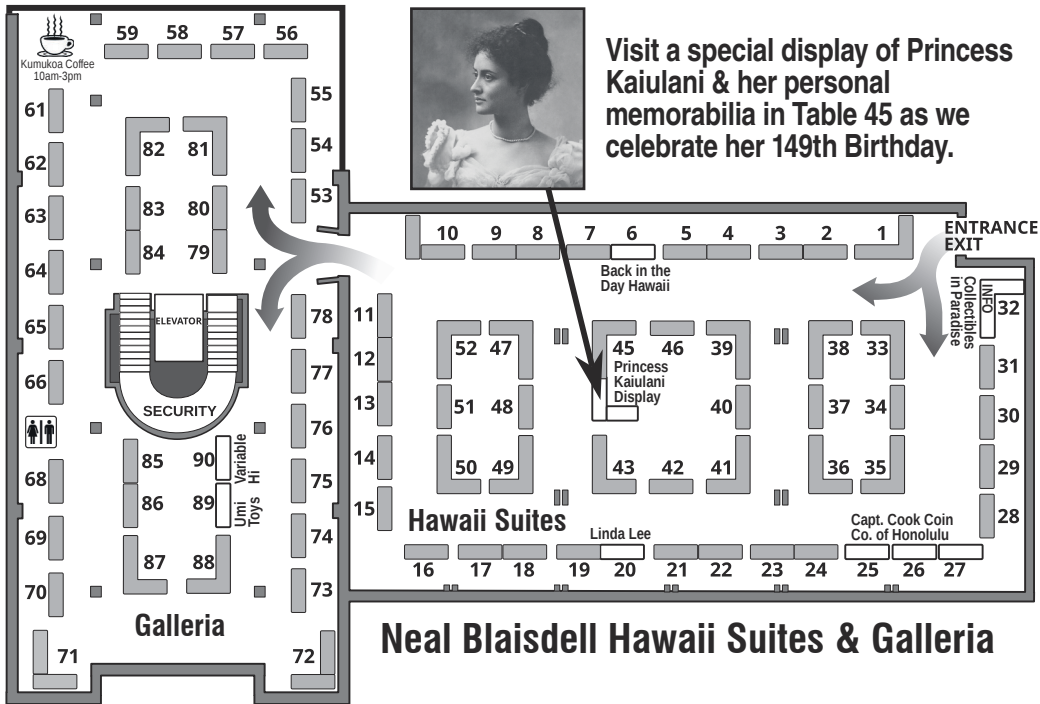 Visit a special display of Princess
Kaiulani & her personal
memorabilia in Table 45 as we
celebrate her 149th Birthday.
Kumukoa Coffee
10am-3pm
59 58 57 56
61
62
63
64
65
66
68
69
70
71
55
54
53
82 81
83 80
84 79
ELEVATOR
SECURITY
78
77
76
75
74
73
72
85 90
Variable
Hi
86 89
Umi
Toys
87 88
Galleria
10 9 8 7 6 5 4 3 2 1
Back in the
Day Hawaii
ENTRANCE
EXIT
INFO
Collectibles
in Paradise
32
31
30
29
28
11
12
13
14
15
52 47
51 48
50 49
45 46 39
Princess
Kaiulani
Display
40
43 42 41
38 33
37 34
36 35
Hawaii Suites
Linda Lee
Capt. Cook Coin
Co. of Honolulu
16 17 18 19 20 21 22 23 24 25 26 27
Neal Blaisdell Hawaii Suites & Galleria